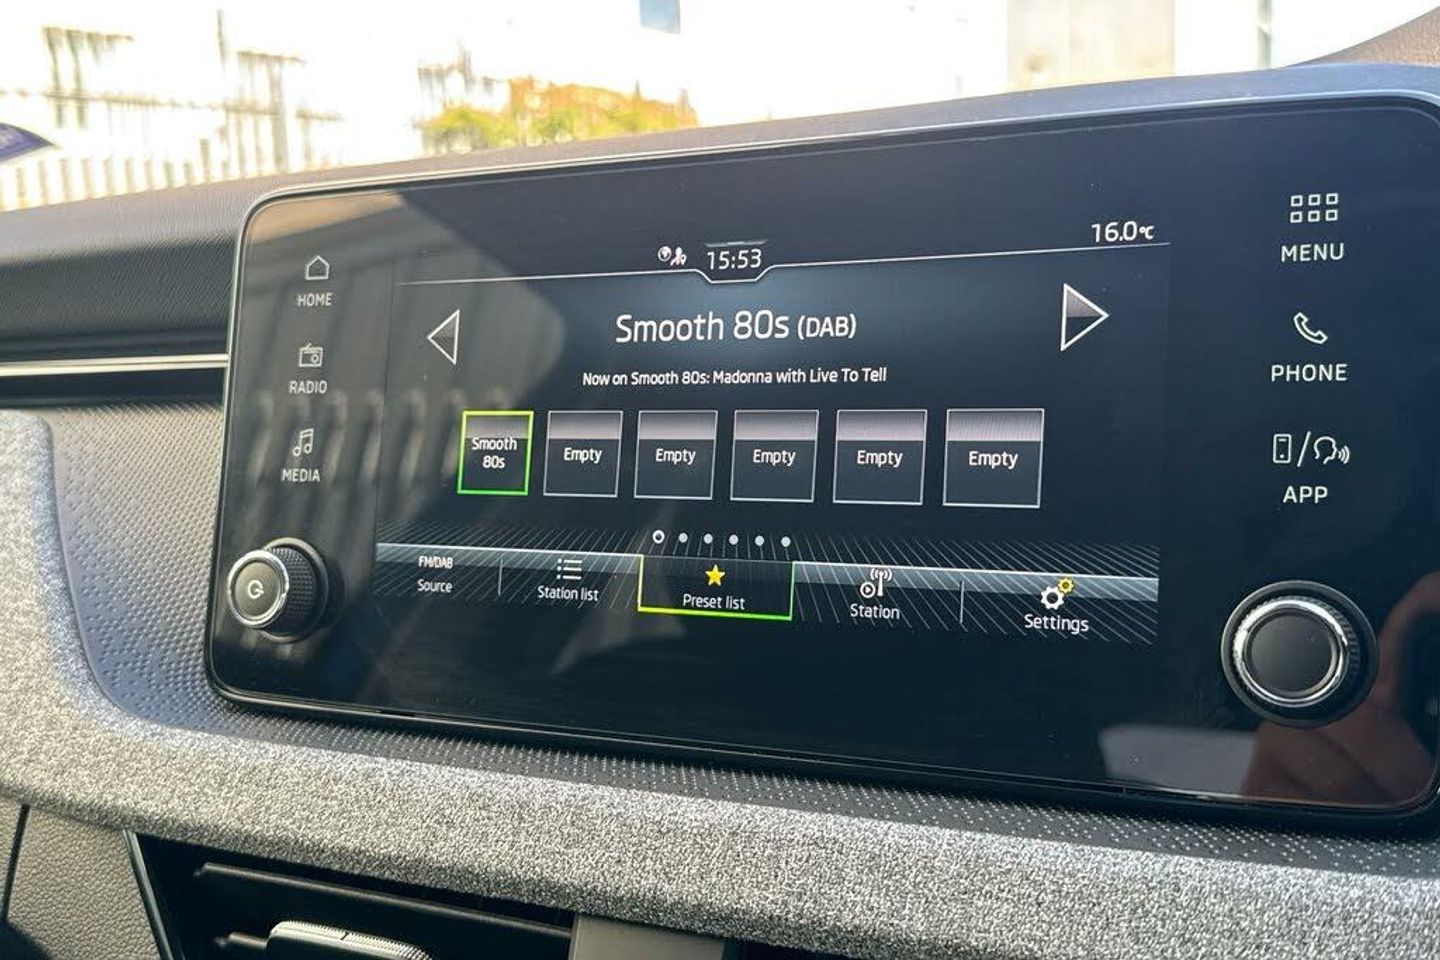 16.0°C
15:53
MENU
HOME
Smooth 80s (DAB)
PHONE
RADIO
Now on Smooth 80s: Madonna with Live To Tell
MEDIA
Smooth
80s
Empty
Empty
Empty
Empty
Empty
APP
FM/DAB
Source
Station list
Preset list
Station
Settings